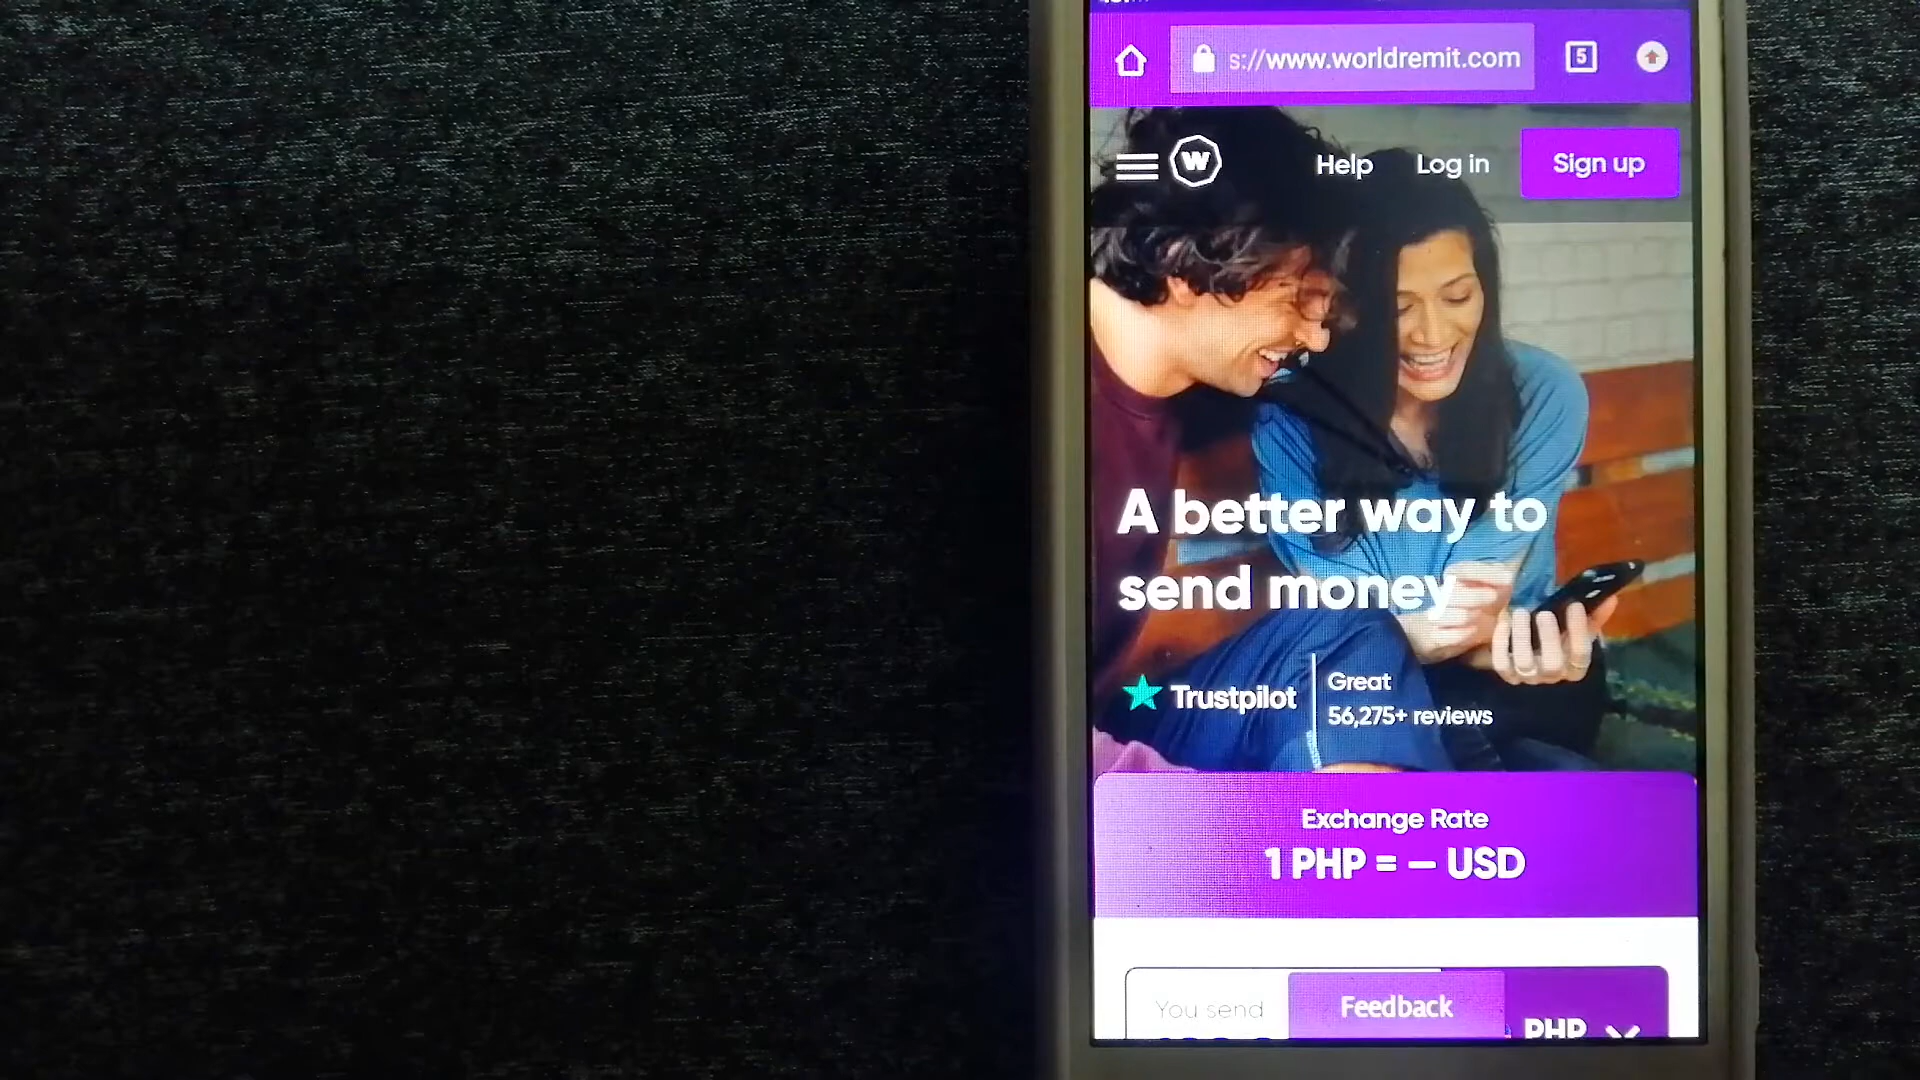 s://www.worldremit.com
5
W
Help
Log in
Sign up
A better way to
send money
Trustpilot
Great
56,275+ reviews
Exchange Rate
1 PHP = – USD
You send
Feedback
PHP